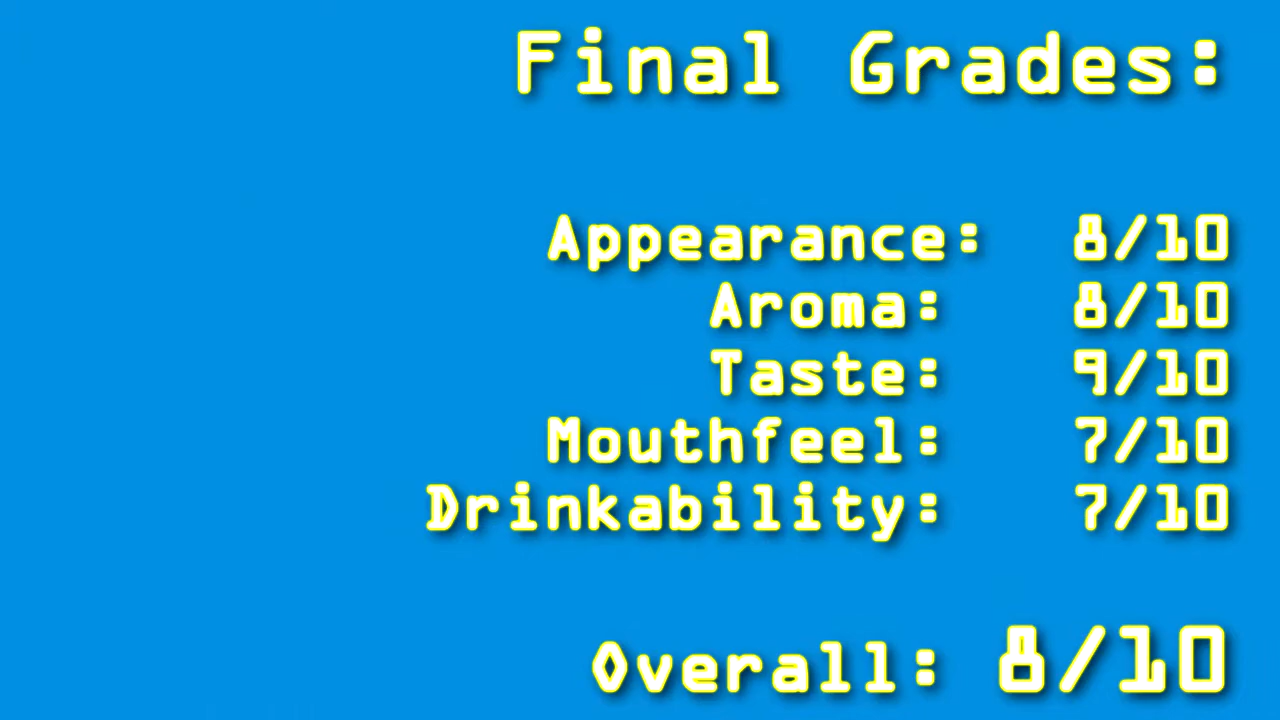 Final Grades:
Appearance: 8/10
Aroma: 8/10
Taste: 9/10
Mouthfeel: 7/10
Drinkability: 7/10
Overall: 8/10